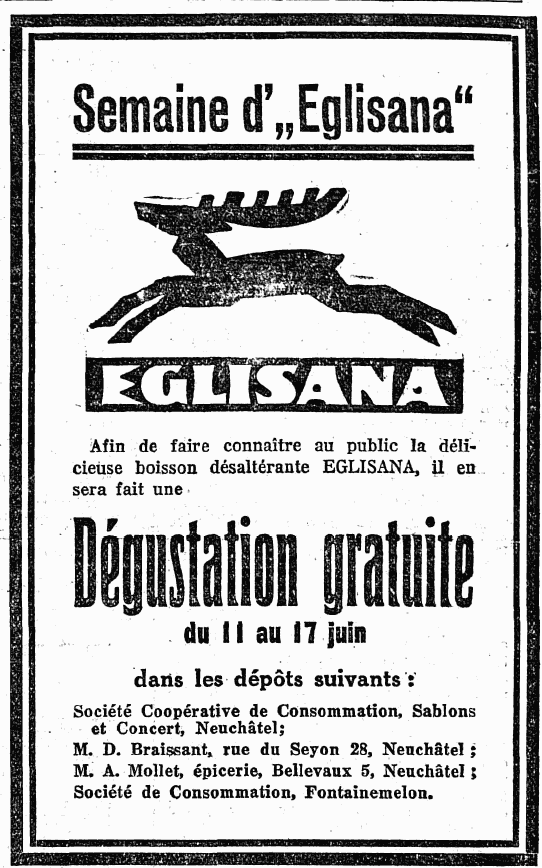 Semaine d'„Eglisana“
EGLISANA
Afin de faire connaître au public la déli-
cieuse boisson désaltérante EGLISANA, il en
sera fait une
Dégustation gratuite
du 11 au 17 juin
dans les dépôts suivants :
Société Coopérative de Consommation, Sablons
et Concert, Neuchâtel;
M. D. Braissant, rue du Seyon 28, Neuchâtel ;
M. A. Mollet, épicerie, Bellevaux 5, Neuchâtel ;
Société de Consommation, Fontainemelon.